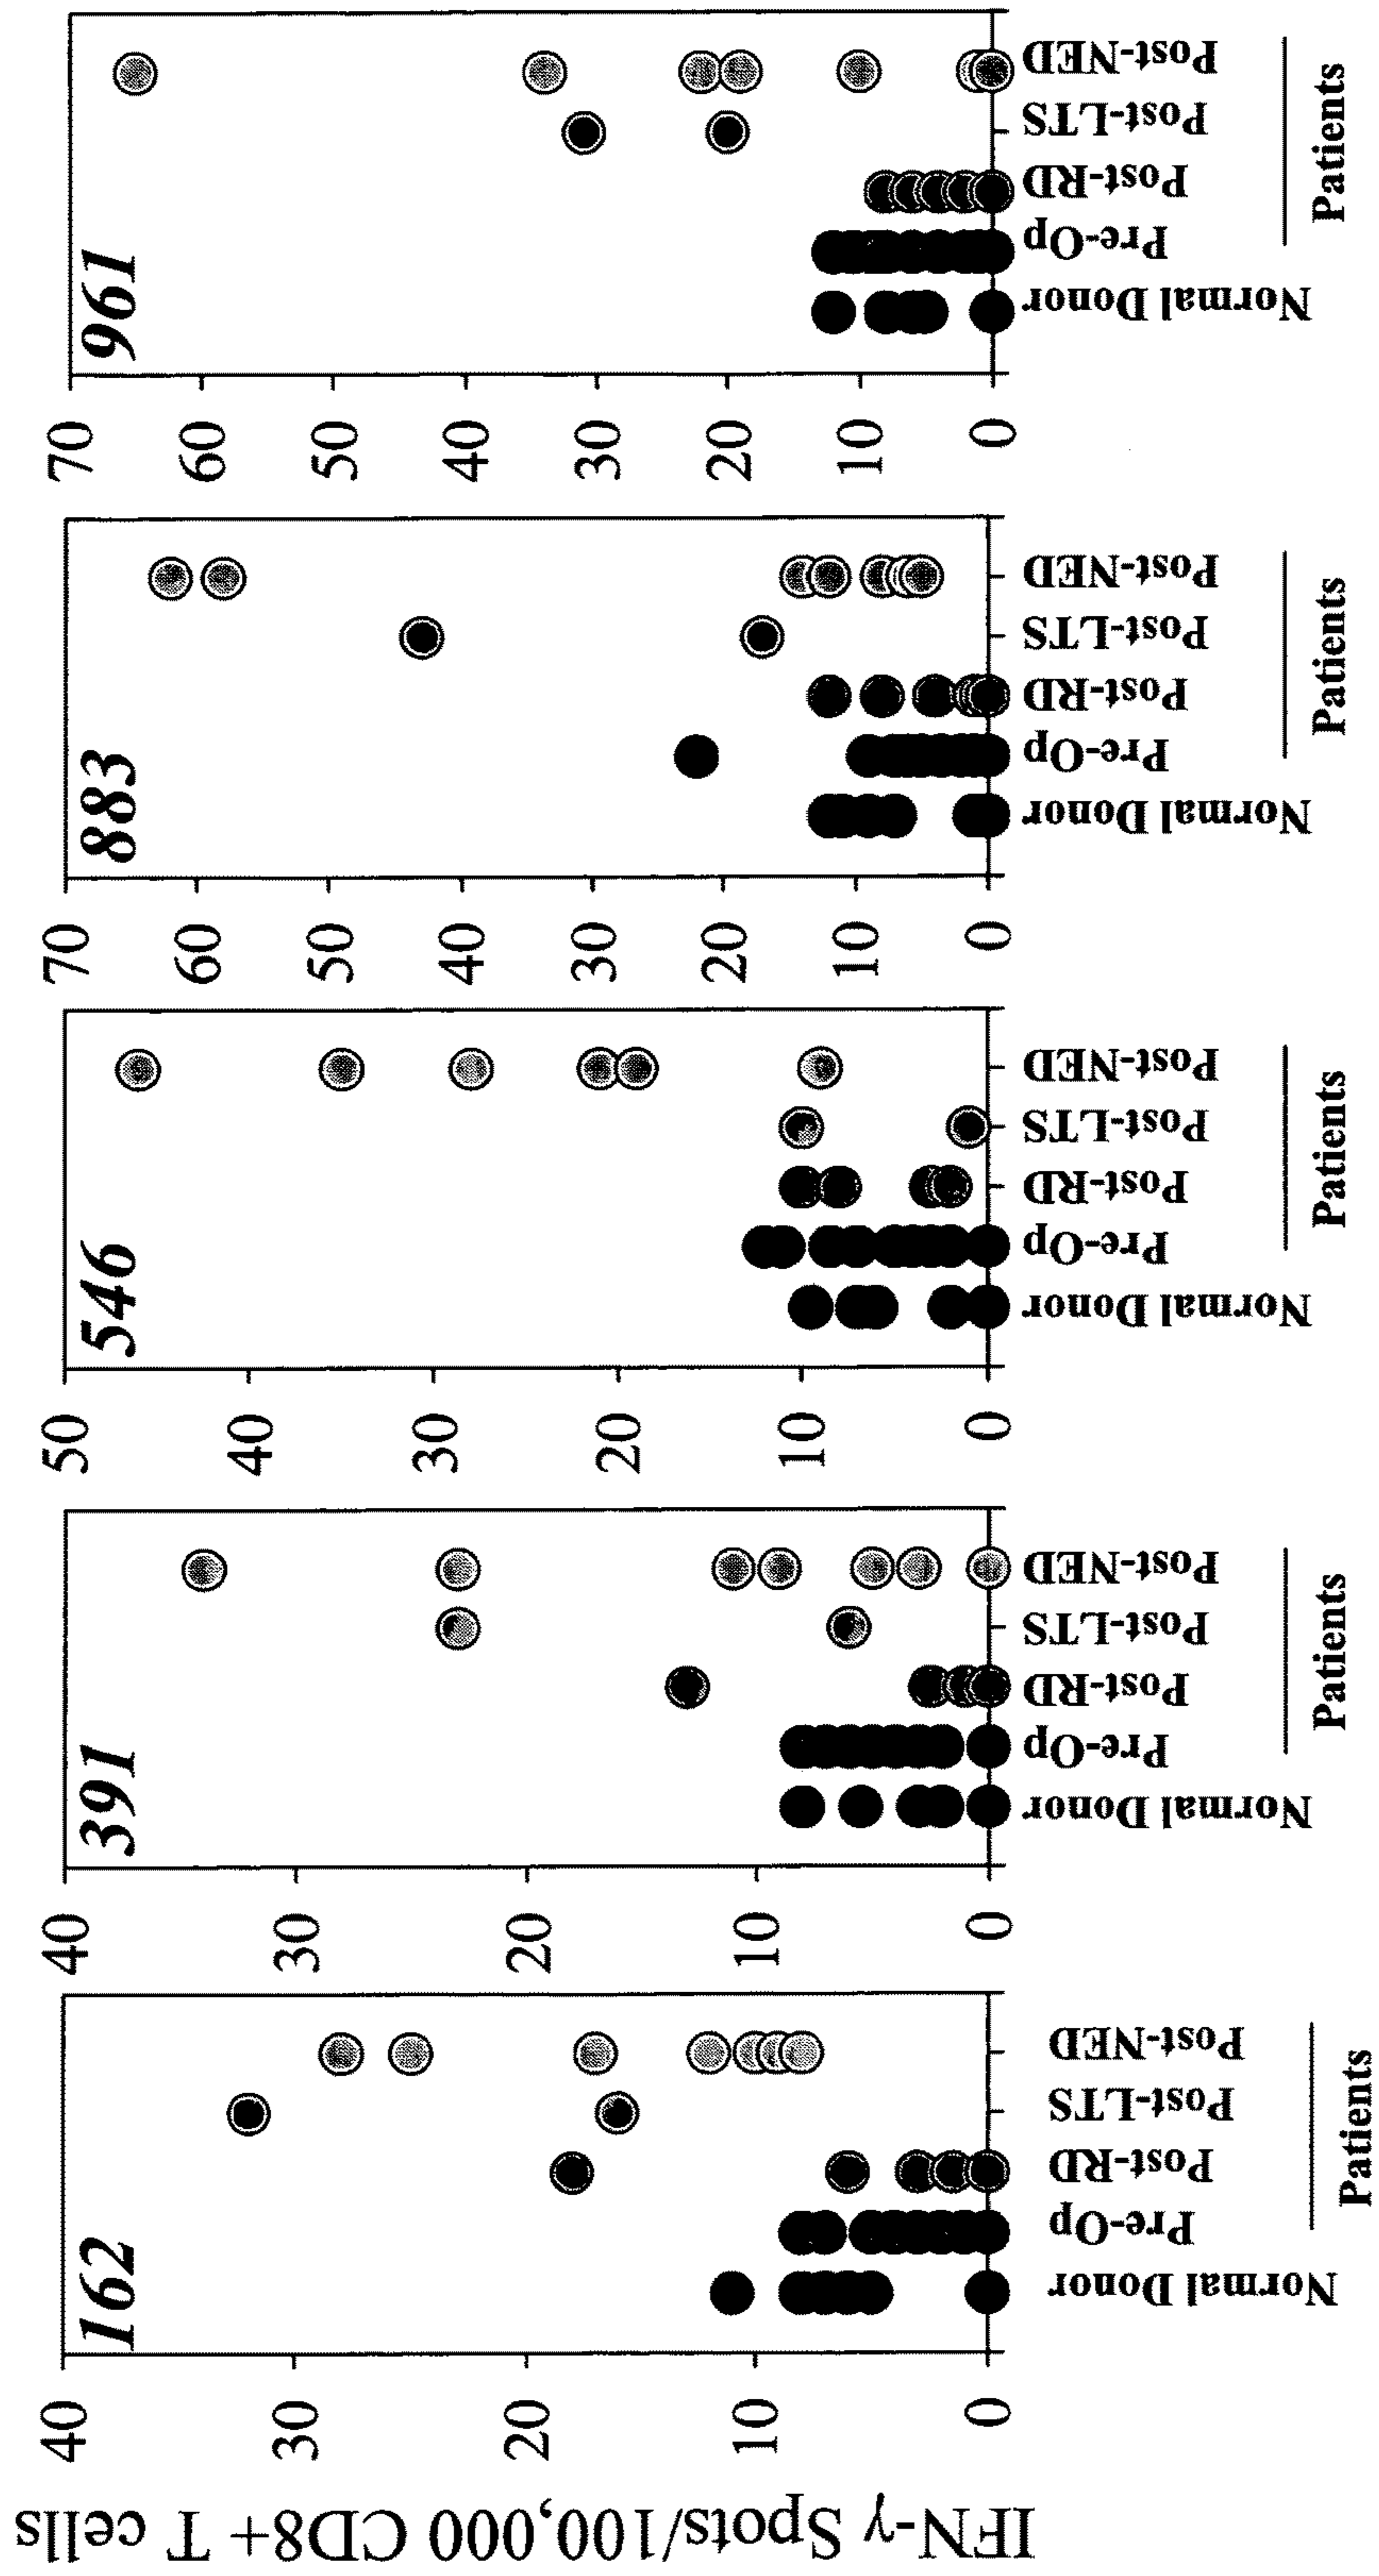 IFN-γ Spots/100,000 CD8+ T cells
162
40
30
20
10
0
Normal Donor
Pre-Op
Post-RD
Post-LTS
Post-NED
Patients
391
40
30
20
10
0
Normal Donor
Pre-Op
Post-RD
Post-LTS
Post-NED
Patients
546
50
40
30
20
10
0
Normal Donor
Pre-Op
Post-RD
Post-LTS
Post-NED
Patients
883
70
60
50
40
30
20
10
0
Normal Donor
Pre-Op
Post-RD
Post-LTS
Post-NED
Patients
961
70
60
50
40
30
20
10
0
Normal Donor
Pre-Op
Post-RD
Post-LTS
Post-NED
Patients